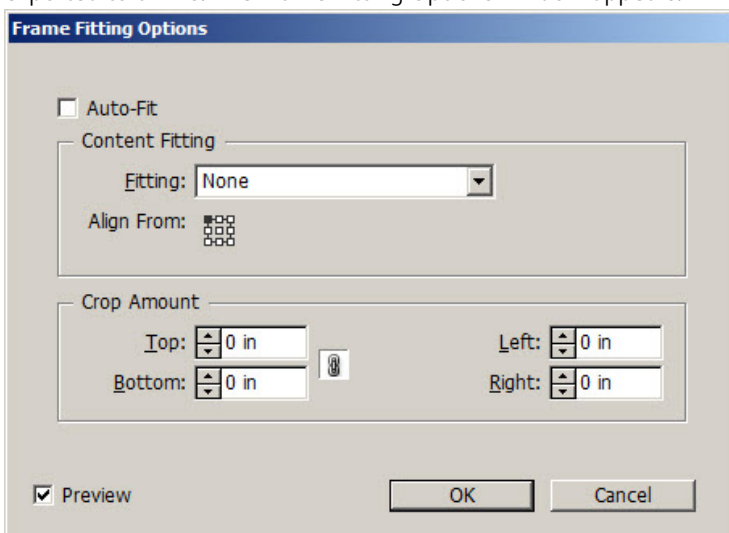 Frame Fitting Options
Auto-Fit
Content Fitting
Fitting: None
Align From:
Crop Amount
Top: 0 in Left: 0 in
Bottom: 0 in Right: 0 in
Preview OK Cancel